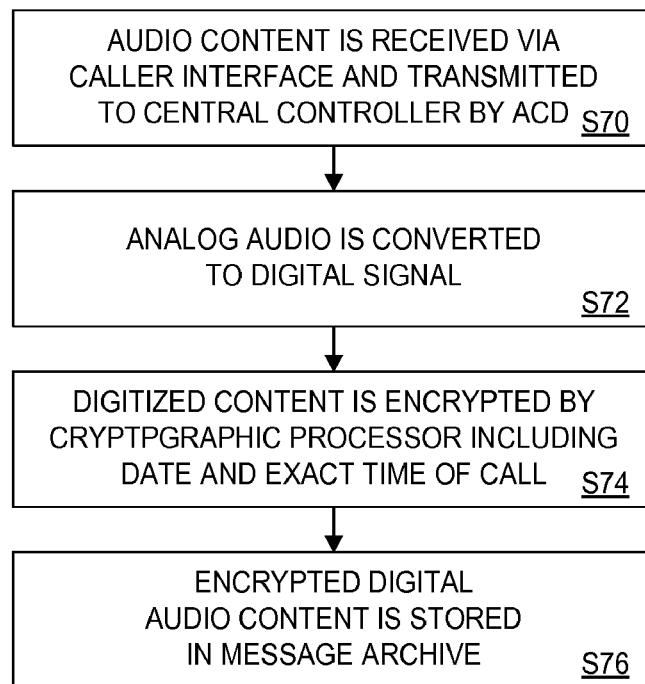 AUDIO CONTENT IS RECEIVED VIA
CALLER INTERFACE AND TRANSMITTED
TO CENTRAL CONTROLLER BY ACD
S70
ANALOG AUDIO IS CONVERTED
TO DIGITAL SIGNAL
S72
DIGITIZED CONTENT IS ENCRYPTED BY
CRYPTPGRAPHIC PROCESSOR INCLUDING
DATE AND EXACT TIME OF CALL
S74
ENCRYPTED DIGITAL
AUDIO CONTENT IS STORED
IN MESSAGE ARCHIVE
S76